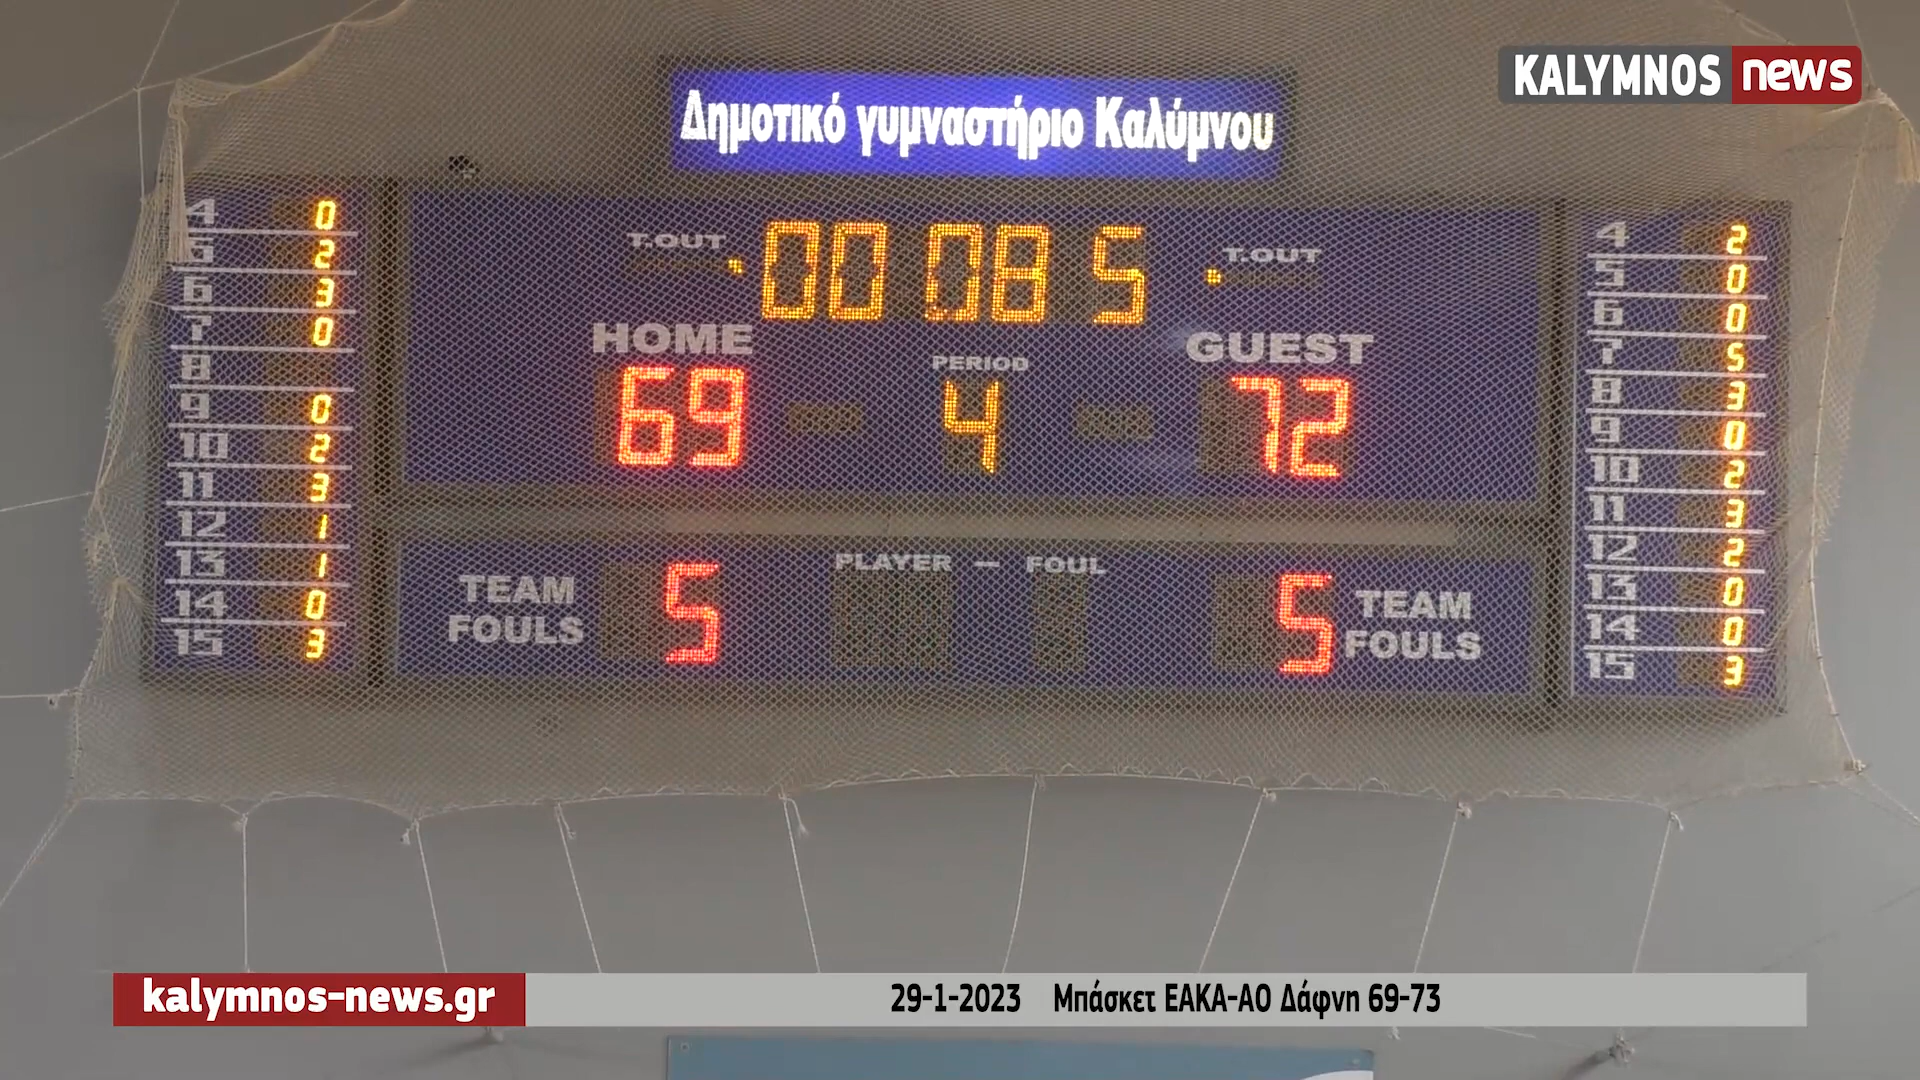 KALYMNOS news
Δημοτικό γυμναστήριο Καλύμνου
T.OUT 00 08 5 T.OUT
HOME GUEST
PERIOD
69 4 72
PLAYER – FOUL
TEAM FOULS 5 5 TEAM FOULS
4 0
5 2
6 3
7 0
8
9 0
10 2
11 3
12 1
13 1
14 0
15 3
4 2
5 0
6 0
7 5
8 3
9 0
10 2
11 3
12 2
13 0
14 0
15 3
kalymnos-news.gr
29-1-2023 Μπάσκετ ΕΑΚΑ-ΑΟ Δάφνη 69-73